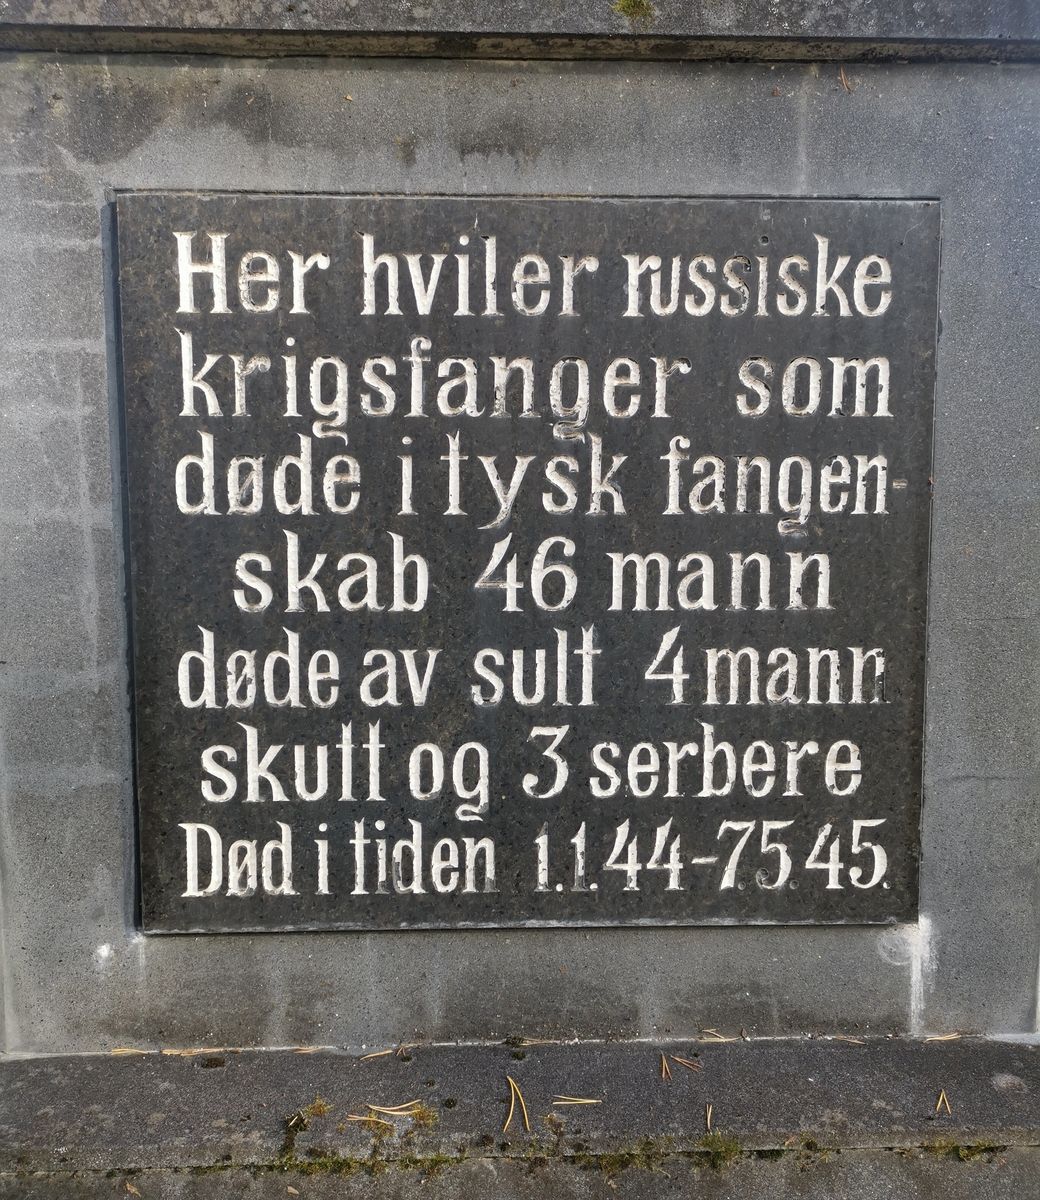 Her hviler russiske
krigsfanger som
døde i tysk fangen-
skab 46 mann
døde av sult 4 mann
skutt og 3 serbere
Død i tiden 1.1.44-7.5.45.